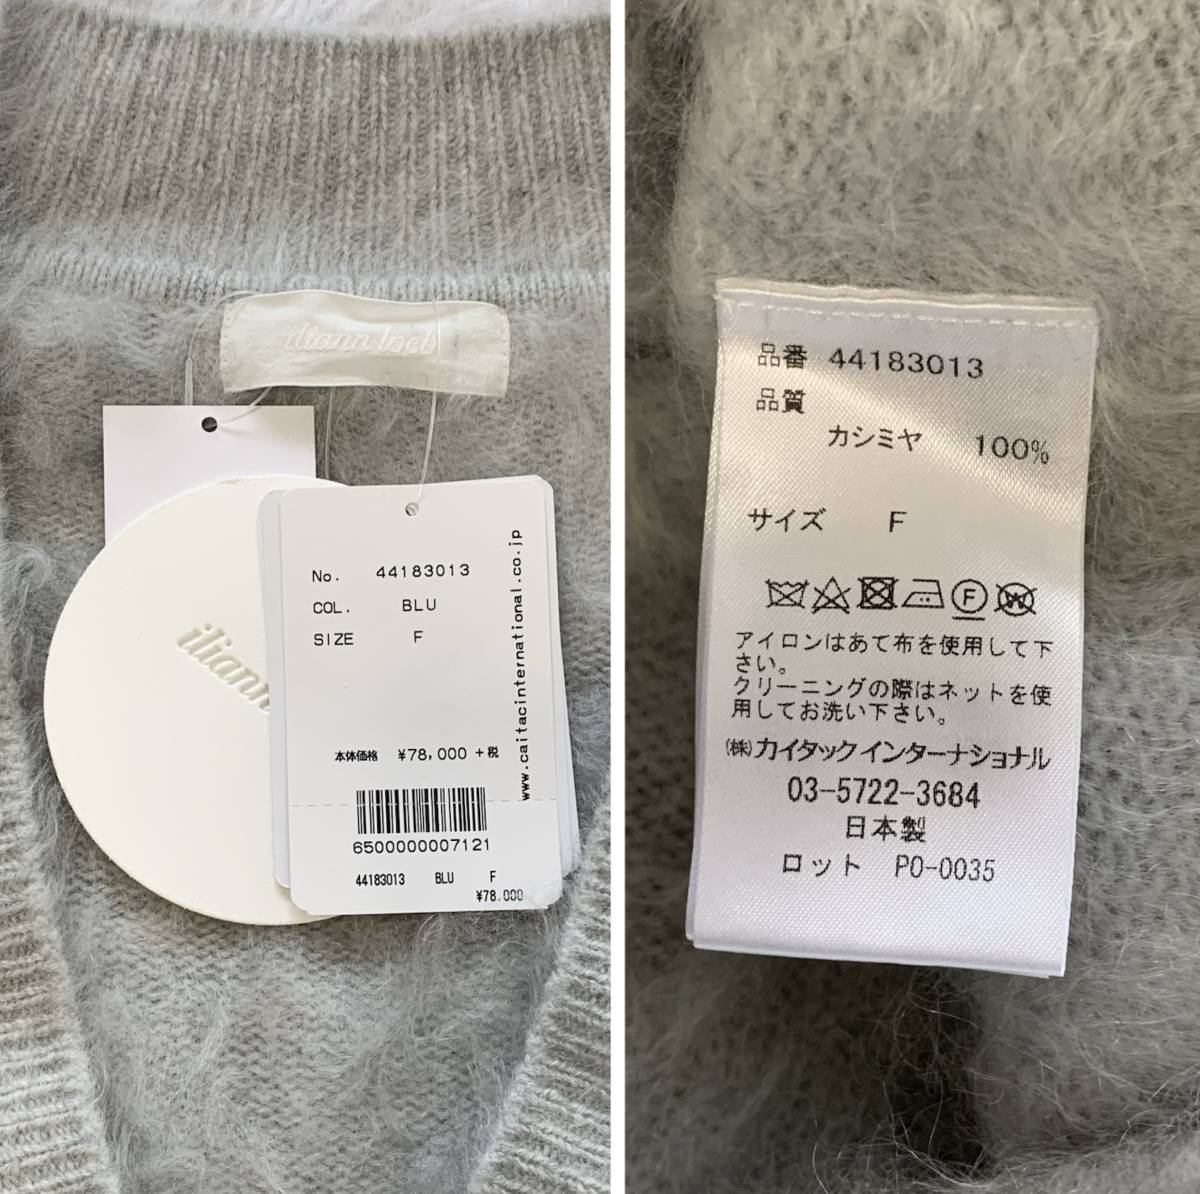 iliann loeb
iliann
No. 44183013
COL. BLU
SIZE F
本体価格 ¥78,000 +税
www.caitacinternational.co.jp
6500000007121
44183013 BLU F
¥78,000
品番 44183013
品質
カシミヤ 100%
サイズ F
アイロンはあて布を使用して下
さい。
クリーニングの際はネットを使
用してお洗い下さい。
(株)カイタックインターナショナル
03-5722-3684
日本製
ロット PO-0035